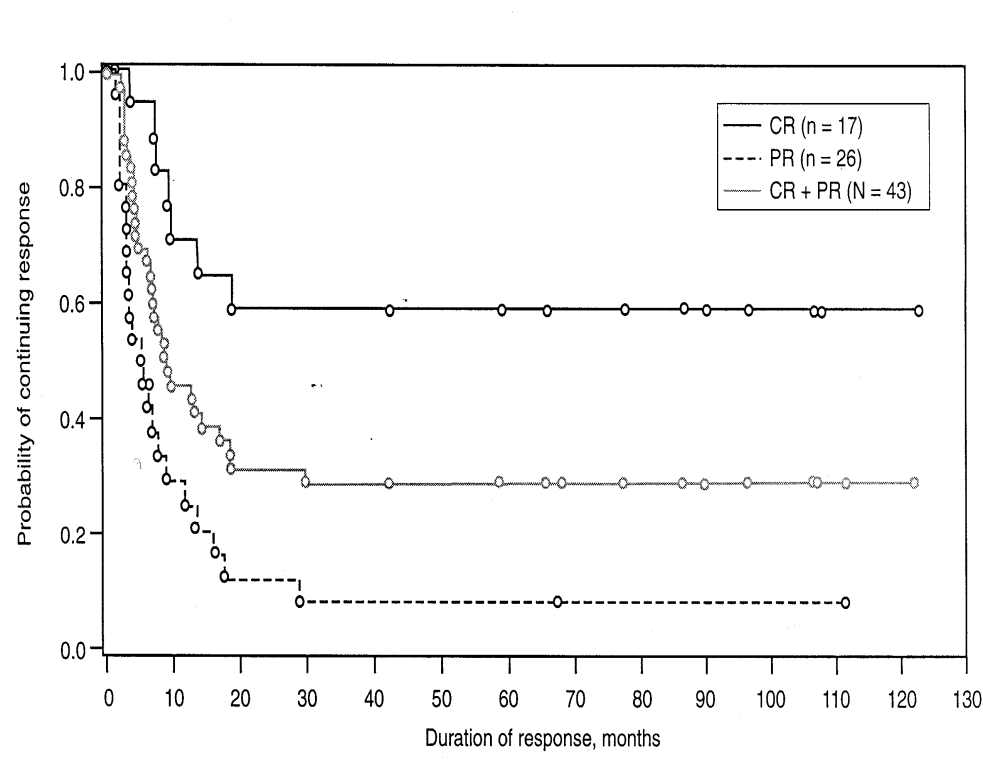 1.0
0.8
0.6
0.4
0.2
0.0
Probability of continuing response
CR (n = 17)
PR (n = 26)
CR + PR (N = 43)
0 10 20 30 40 50 60 70 80 90 100 110 120 130
Duration of response, months